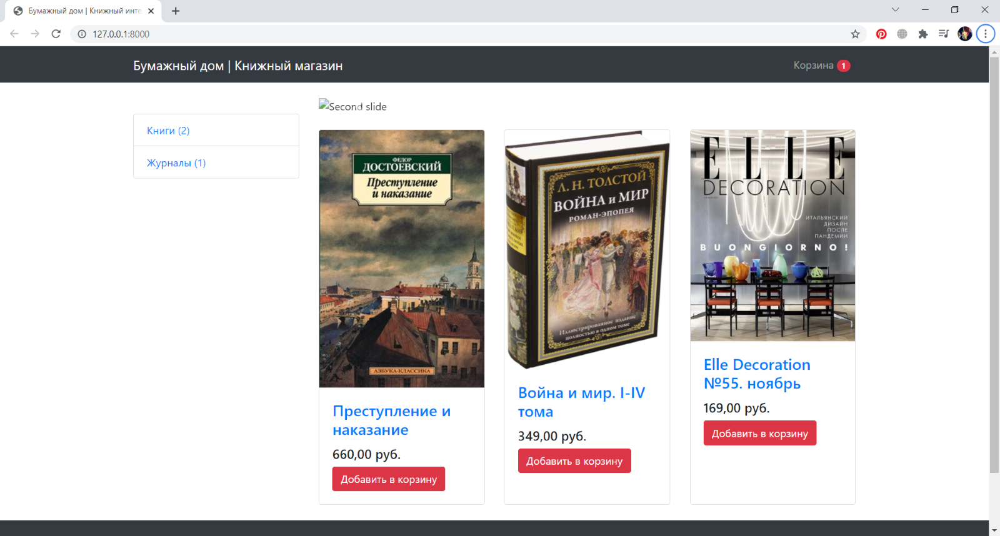 Бумажный дом | Книжный инте
127.0.0.1:8000
Бумажный дом | Книжный магазин
Корзина 1
Second slide
Книги (2)
Журналы (1)
ФЕДОР
ДОСТОЕВСКИЙ
Преступление
и наказание
АЗБУКА-КЛАССИКА
Преступление и
наказание
660,00 руб.
Добавить в корзину
Л. Н. ТОЛСТОЙ
ВОЙНА и МИР
РОМАН-ЭПОПЕЯ
Иллюстрированное издание
полностью в одном томе
Война и мир. I-IV
тома
349,00 руб.
Добавить в корзину
ELLE
DECORATION
ИТАЛЬЯНСКИЙ
ДИЗАЙН
ПОСЛЕ
ПАНДЕМИИ
BUONGIORNO!
Elle Decoration
№55. ноябрь
169,00 руб.
Добавить в корзину